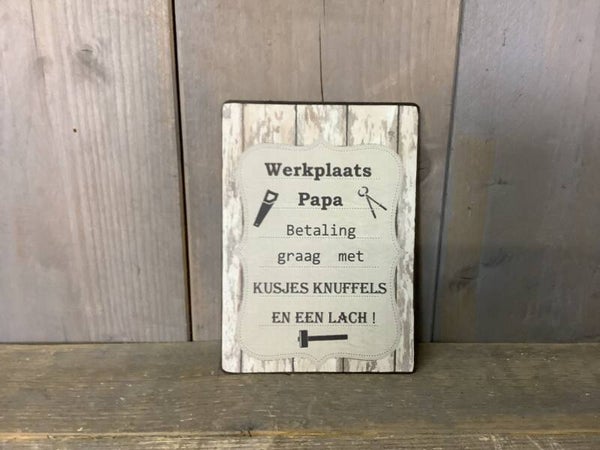 Werkplaats
Papa
Betaling
graag met
KUSJES KNUFFELS
EN EEN LACH !